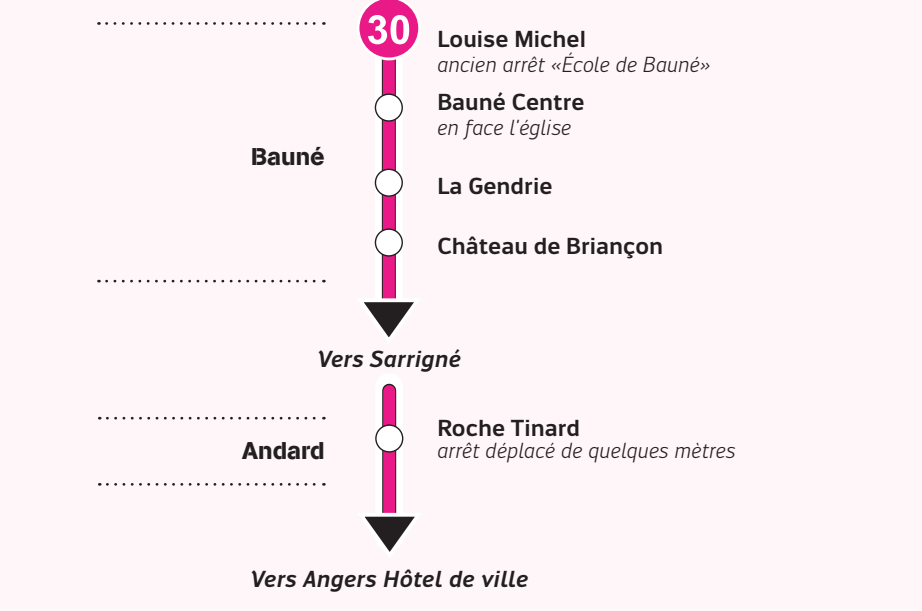 30
Louise Michel
ancien arrêt «École de Bauné»
Bauné Centre
en face l'église
Bauné
La Gendrie
Château de Briançon
Vers Sarrigné
Roche Tinard
Andard
arrêt déplacé de quelques mètres
Vers Angers Hôtel de ville